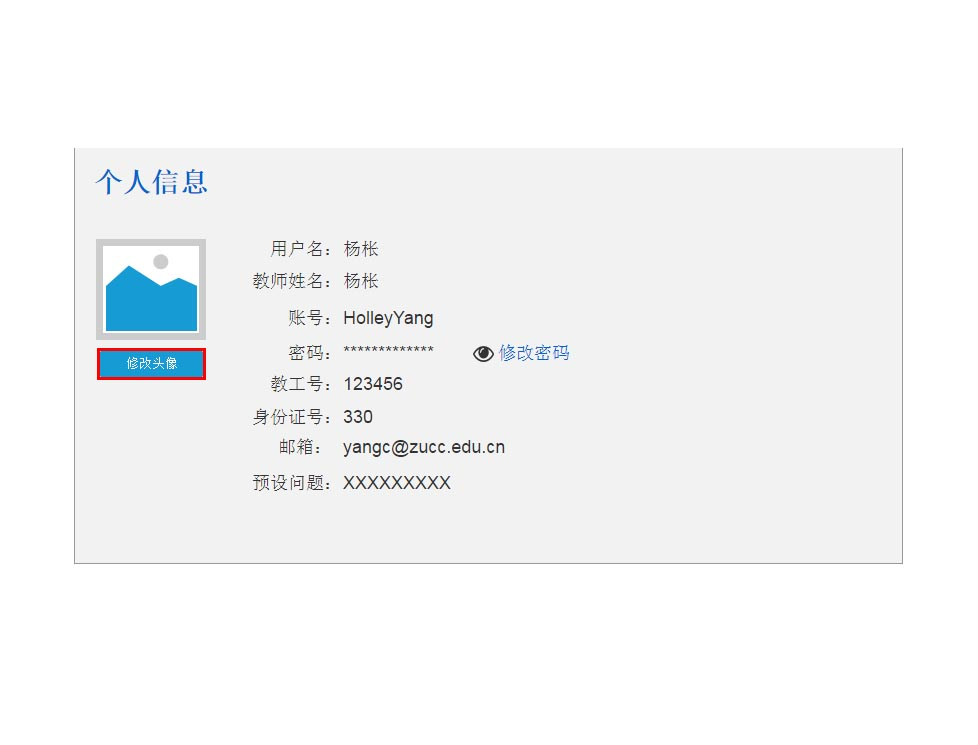 个人信息
用户名： 杨枨
教师姓名： 杨枨
账号： HolleyYang
密码： ************* 修改密码
修改头像
教工号： 123456
身份证号： 330
邮箱： yangc@zucc.edu.cn
预设问题： XXXXXXXXX